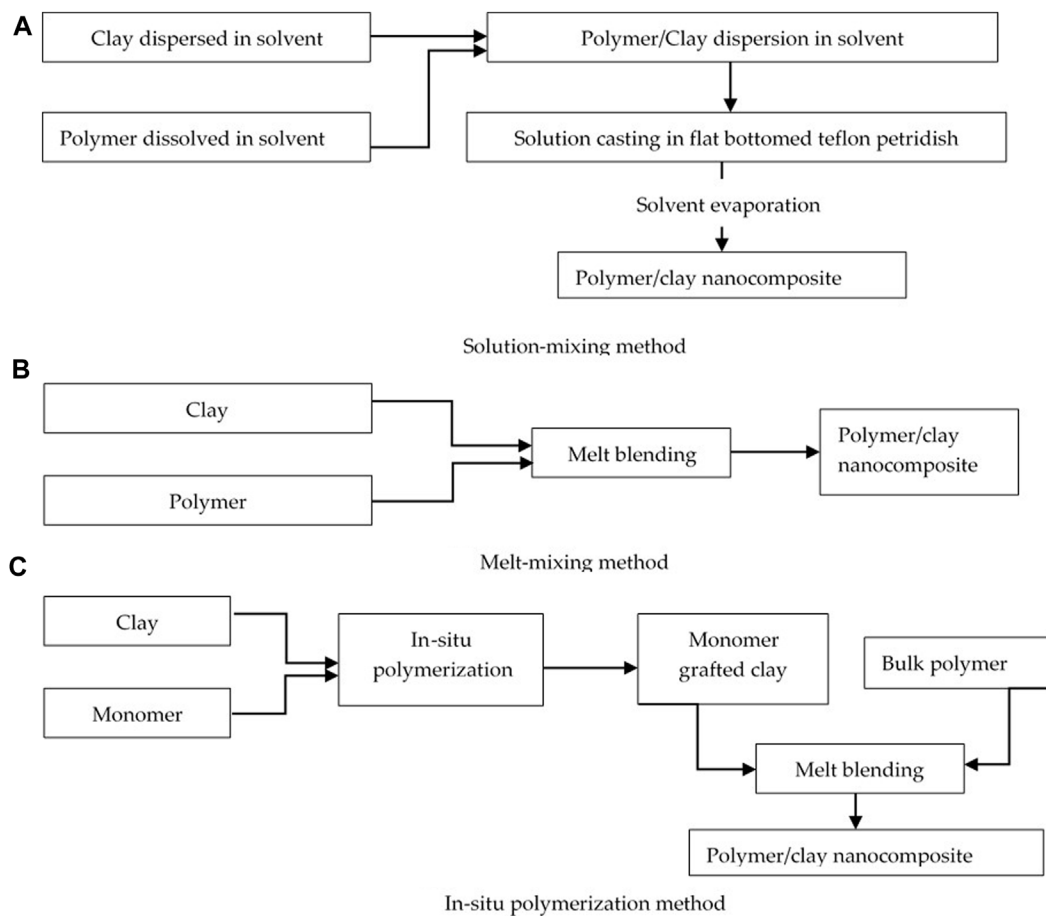 A
Clay dispersed in solvent
Polymer/Clay dispersion in solvent
Polymer dissolved in solvent
Solution casting in flat bottomed teflon petridish
Solvent evaporation
Polymer/clay nanocomposite
Solution-mixing method
B
Clay
Polymer
Melt blending
Polymer/clay
nanocomposite
Melt-mixing method
C
Clay
Monomer
In-situ
polymerization
Monomer
grafted clay
Bulk polymer
Melt blending
Polymer/clay nanocomposite
In-situ polymerization method